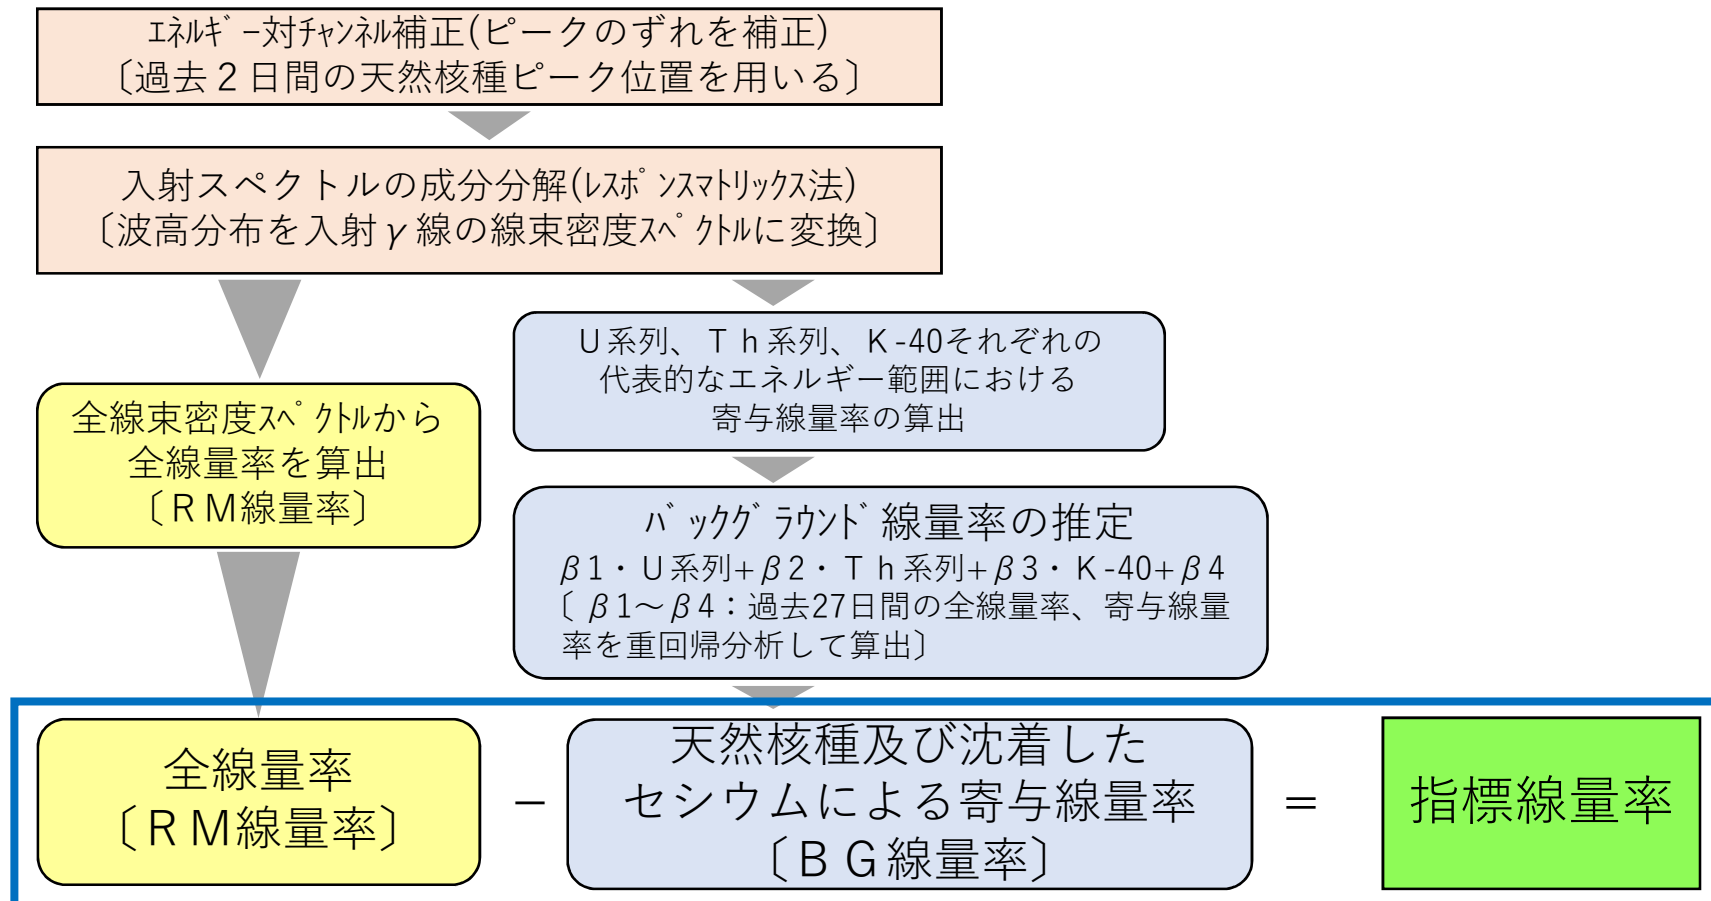 ｴﾈﾙｷﾞｰ対ﾁｬﾝﾈﾙ補正(ピークのずれを補正)
〔過去２日間の天然核種ピーク位置を用いる〕
入射スペクトルの成分分解(ﾚｽﾎﾟﾝｽﾏﾄﾘｯｸｽ法)
〔波高分布を入射γ線の線束密度ｽﾍﾟｸﾄﾙに変換〕
Ｕ系列、Ｔｈ系列、Ｋ-40それぞれの
代表的なエネルギー範囲における
寄与線量率の算出
全線束密度ｽﾍﾟｸﾄﾙから
全線量率を算出
〔ＲＭ線量率〕
ﾊﾞｯｸｸﾞﾗｳﾝﾄﾞ線量率の推定
β1・Ｕ系列+β2・Ｔｈ系列+β3・Ｋ-40+β4
〔β1～β4：過去27日間の全線量率、寄与線量
率を重回帰分析して算出〕
全線量率
〔ＲＭ線量率〕
－
天然核種及び沈着した
セシウムによる寄与線量率
〔ＢＧ線量率〕
＝
指標線量率